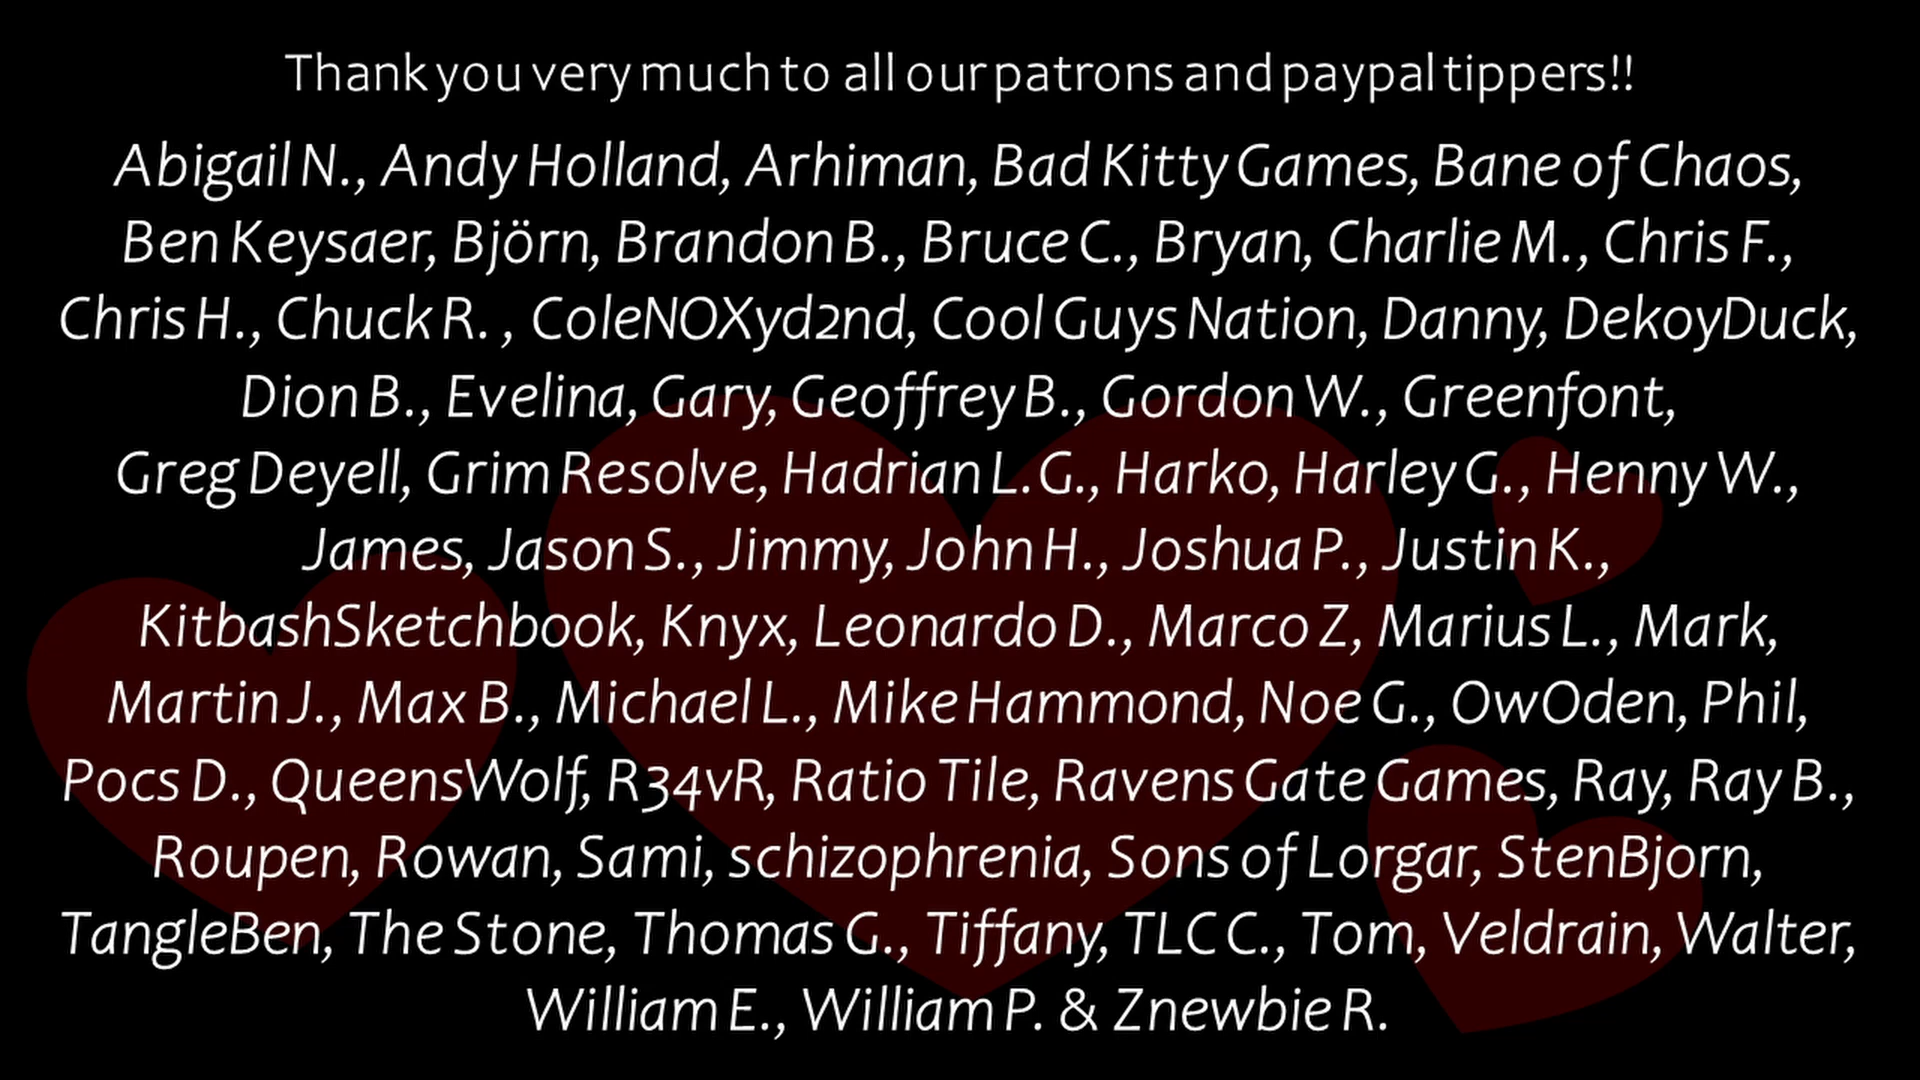 Thank you very much to all our patrons and paypal tippers!!
Abigail N., Andy Holland, Arhiman, Bad Kitty Games, Bane of Chaos,
Ben Keysaer, Björn, Brandon B., Bruce C., Bryan, Charlie M., Chris F.,
Chris H., Chuck R. , ColeNOXyd2nd, Cool Guys Nation, Danny, DekoyDuck,
Dion B., Evelina, Gary, Geoffrey B., Gordon W., Greenfont,
Greg Deyell, Grim Resolve, Hadrian L.G., Harko, Harley G., Henny W.,
James, Jason S., Jimmy, John H., Joshua P., Justin K.,
KitbashSketchbook, Knyx, Leonardo D., Marco Z, Marius L., Mark,
Martin J., Max B., Michael L., Mike Hammond, Noe G., OwOden, Phil,
Pocs D., QueensWolf, R34vR, Ratio Tile, Ravens Gate Games, Ray, Ray B.,
Roupen, Rowan, Sami, schizophrenia, Sons of Lorgar, StenBjorn,
TangleBen, The Stone, Thomas G., Tiffany, TLC C., Tom, Veldrain, Walter,
William E., William P. & Znewbie R.